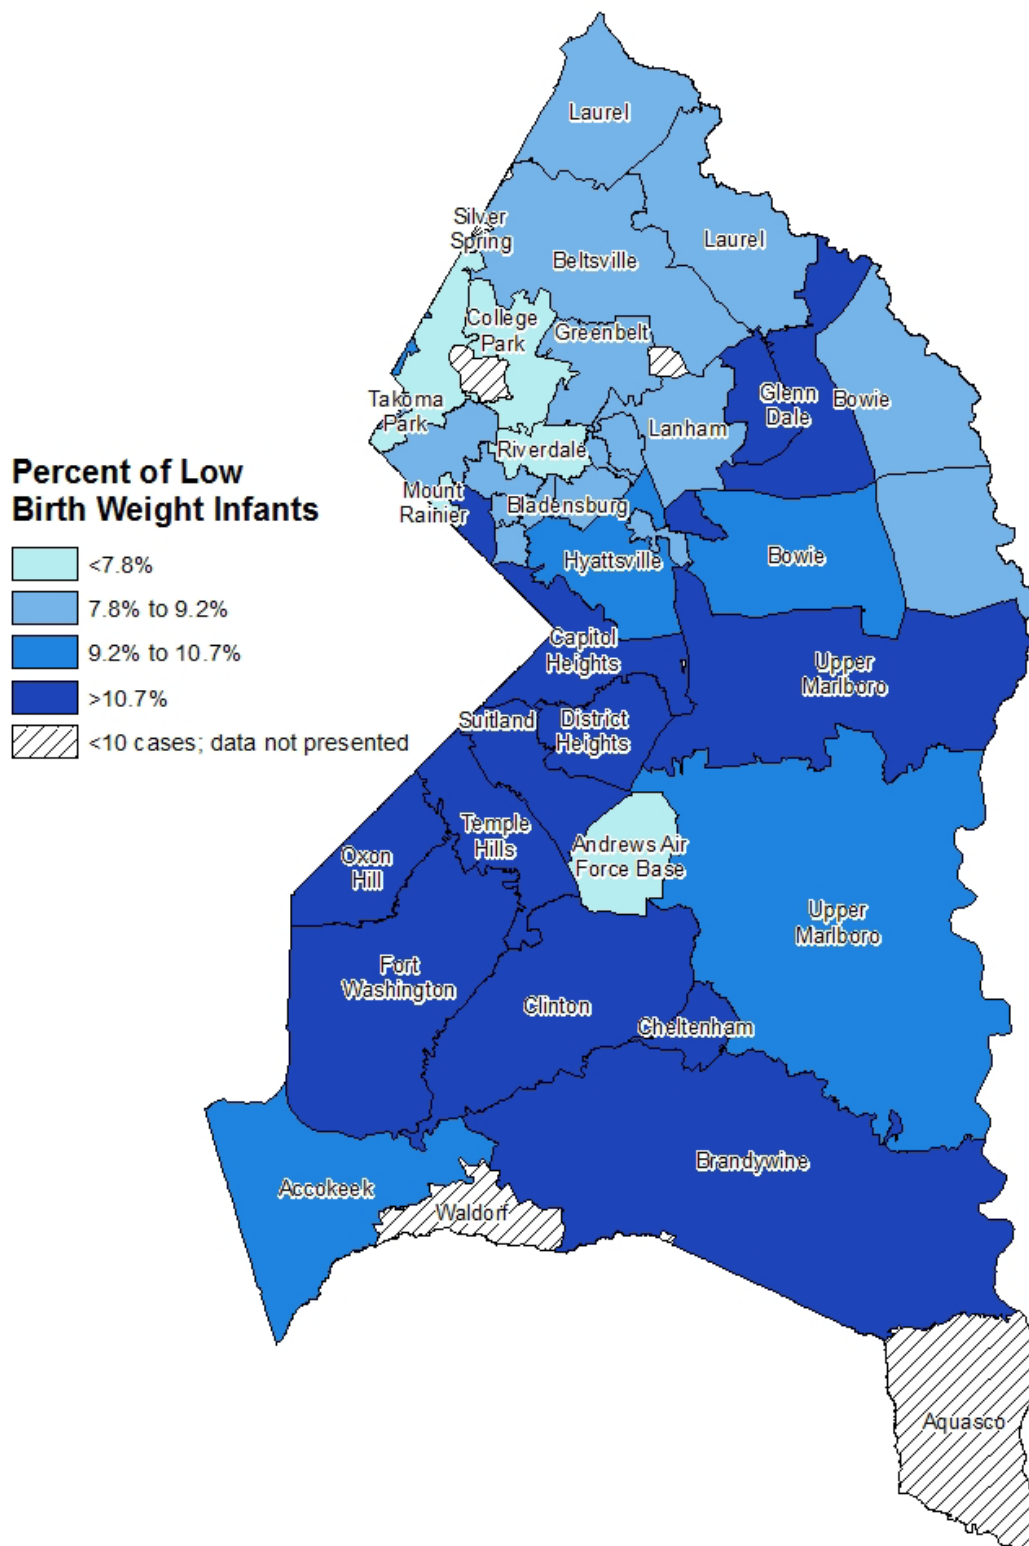 Laurel
Silver
Spring
Laurel
Beltsville
College
Park
Greenbelt
Takoma
Park
Glenn
Dale
Bowie
Lanham
Riverdale
Percent of Low
Birth Weight Infants
<7.8%
7.8% to 9.2%
9.2% to 10.7%
>10.7%
<10 cases; data not presented
Mount
Rainier
Bladensburg
Hyattsville
Bowie
Capitol
Heights
Upper
Marlboro
Suitland
District
Heights
Temple
Hills
Andrews Air
Force Base
Oxon
Hill
Upper
Marlboro
Fort
Washington
Clinton
Cheltenham
Brandywine
Accokeek
Waldorf
Aquasco